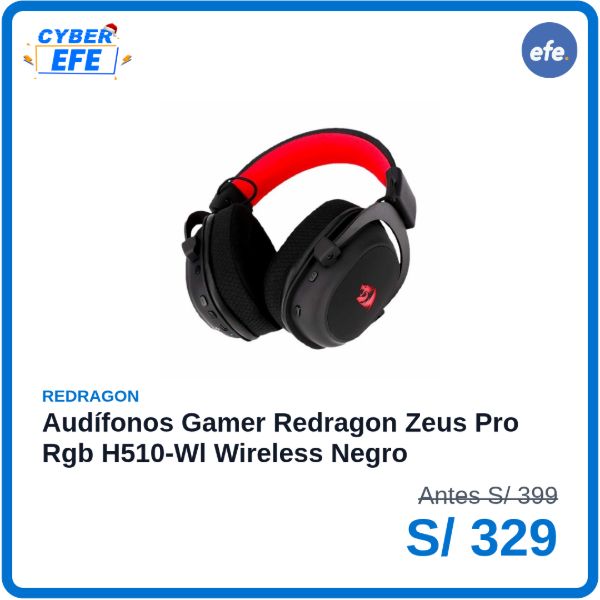 CYBER
EFE
efe.
REDRAGON
Audífonos Gamer Redragon Zeus Pro
Rgb H510-Wl Wireless Negro
Antes S/ 399
S/ 329